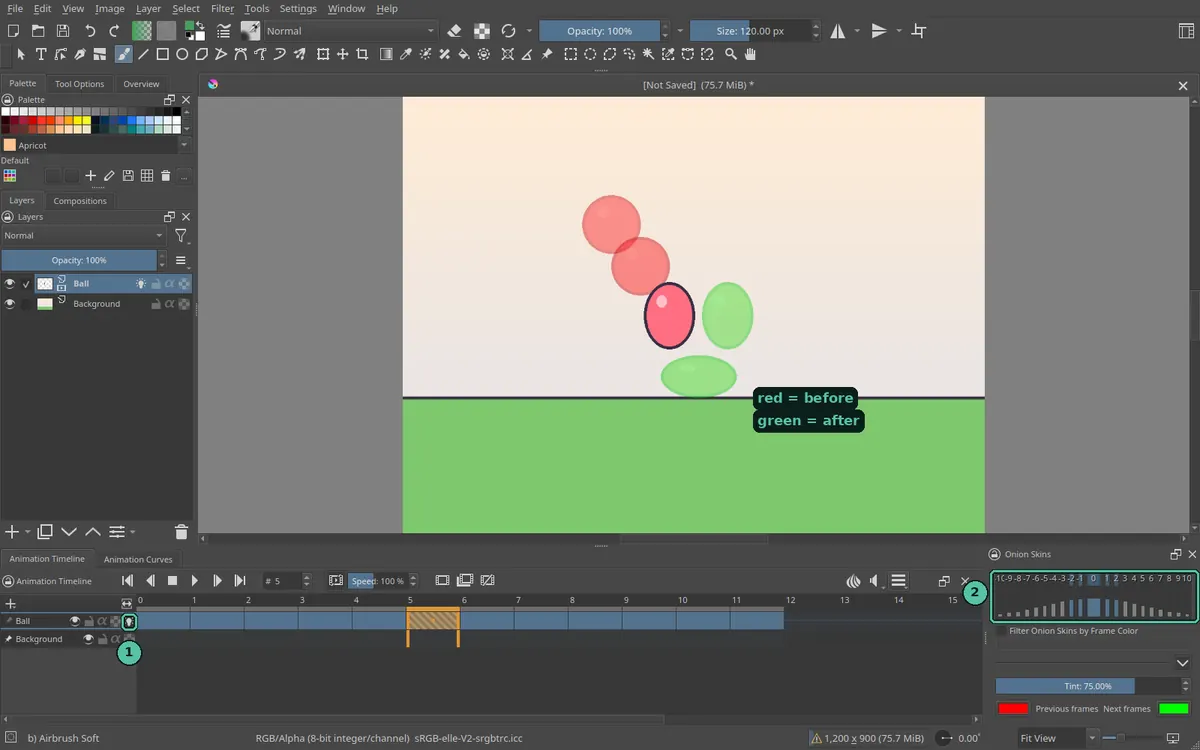 File Edit View Image Layer Select Filter Tools Settings Window Help
Normal Opacity: 100% Size: 120.00 px
Palette Tool Options Overview
[Not Saved] (75.7 MiB) *
Palette
Apricot
Default
...
Layers Compositions
Layers
Normal
Opacity: 100%
Ball
Background
red = before
green = after
Animation Timeline Animation Curves
Onion Skins
Animation Timeline # 5 Speed: 100 %
0 1 2 3 4 5 6 7 8 9 10 11 12 13 14 15
Ball
Background
1
2
-10-9-8-7-6-5-4-3-2-1 0 1 2 3 4 5 6 7 8 9 10
Filter Onion Skins by Frame Color
Tint: 75.00%
Previous frames Next frames
b) Airbrush Soft
RGB/Alpha (8-bit integer/channel) sRGB-elle-V2-srgbtrc.icc
1,200 x 900 (75.7 MiB)
0.00°
Fit View